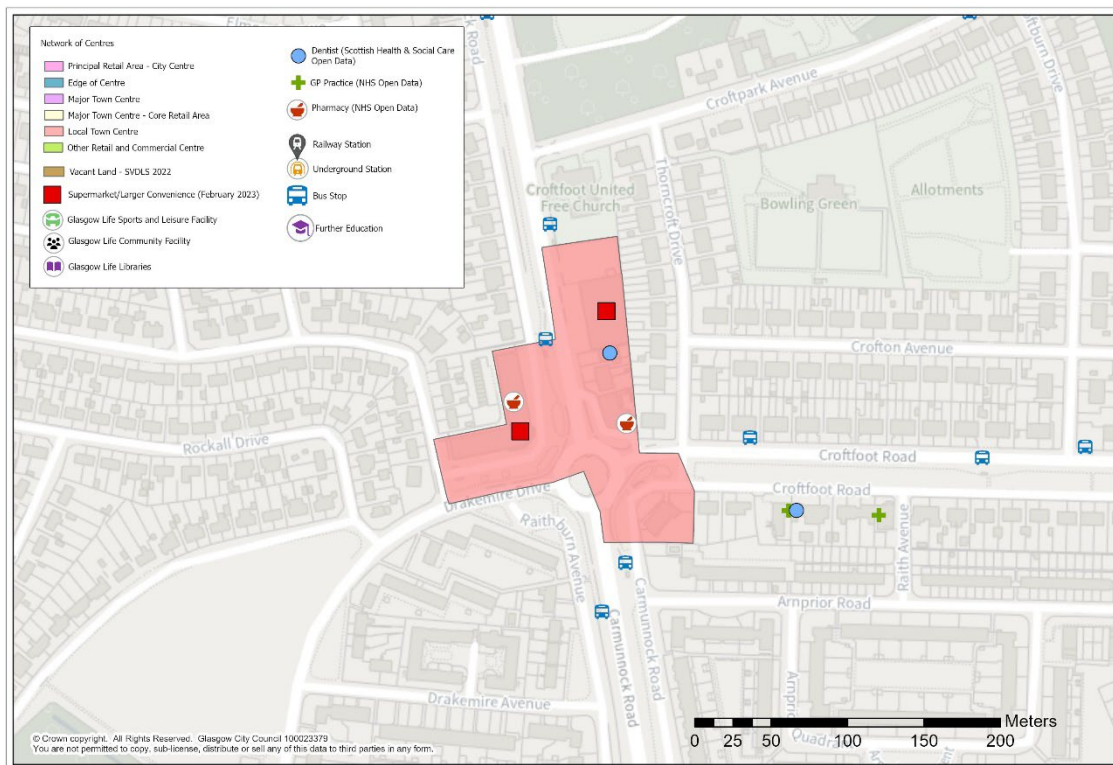 Network of Centres
Principal Retail Area - City Centre
Edge of Centre
Major Town Centre
Major Town Centre - Core Retail Area
Local Town Centre
Other Retail and Commercial Centre
Vacant Land - SVDLS 2022
Supermarket/Larger Convenience (February 2023)
Glasgow Life Sports and Leisure Facility
Glasgow Life Community Facility
Glasgow Life Libraries
Dentist (Scottish Health & Social Care
Open Data)
GP Practice (NHS Open Data)
Pharmacy (NHS Open Data)
Railway Station
Underground Station
Bus Stop
Further Education
Road
Croftpark Avenue
Thorncroft Drive
Croftfoot United
Free Church
Bowling Green
Allotments
Crofton Avenue
Rockall Drive
Croftfoot Road
Croftfoot Road
Drakemire Drive
Raithburn Avenue
Raith Avenue
Arnprior Road
Carmunnock Road
Carmunnock Road
Drakemire Avenue
Arnprior
Quadrant
Meters
0 25 50 100 150 200
© Crown copyright. All Rights Reserved. Glasgow City Council 100023379
You are not permitted to copy, sub-license, distribute or sell any of this data to third parties in any form.